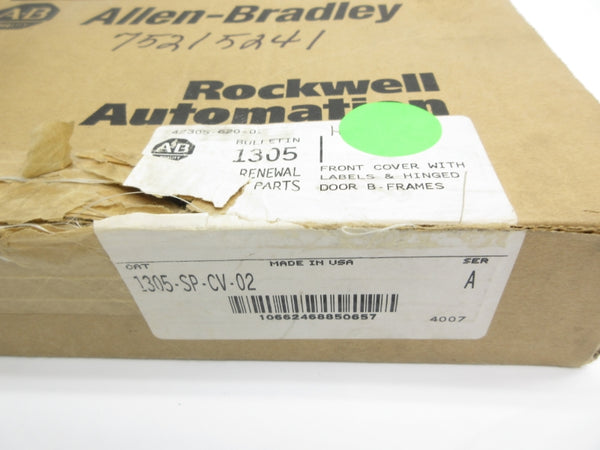 AB Allen-Bradley
75215241
Rockwell
Automation
42305-620-0
AB
BULLETIN
1305
RENEWAL
PARTS
FRONT COVER WITH
LABELS & HINGED
DOOR B-FRAMES
CAT MADE IN USA SER
1305-SP-CV-02 A
10662468850657
4007